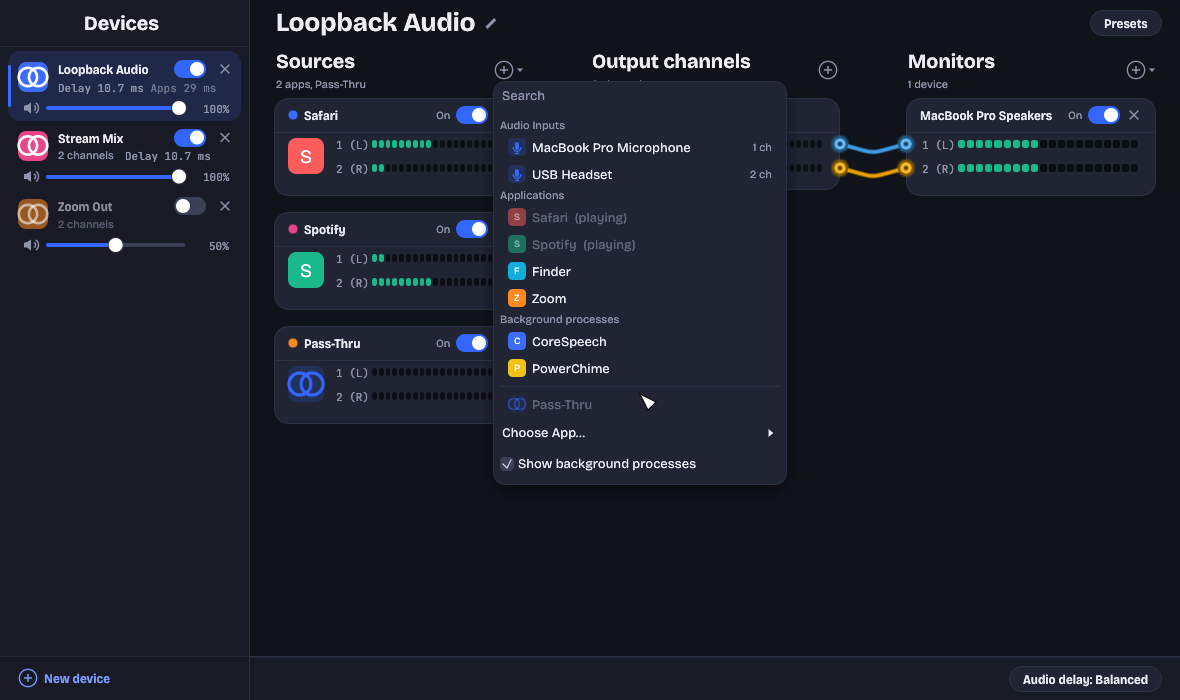 Devices
Loopback Audio
Delay 10.7 ms Apps 29 ms
100%
Stream Mix
2 channels Delay 10.7 ms
100%
Zoom Out
2 channels
50%
New device
Loopback Audio
Presets
Sources
2 apps, Pass-Thru
Output channels
Monitors
1 device
Safari
On
S
1 (L)
2 (R)
Spotify
On
S
1 (L)
2 (R)
Pass-Thru
On
1 (L)
2 (R)
Search
Audio Inputs
MacBook Pro Microphone 1 ch
USB Headset 2 ch
Applications
S Safari (playing)
S Spotify (playing)
F Finder
Z Zoom
Background processes
C CoreSpeech
P PowerChime
Pass-Thru
Choose App...
Show background processes
MacBook Pro Speakers On
1 (L)
2 (R)
Audio delay: Balanced